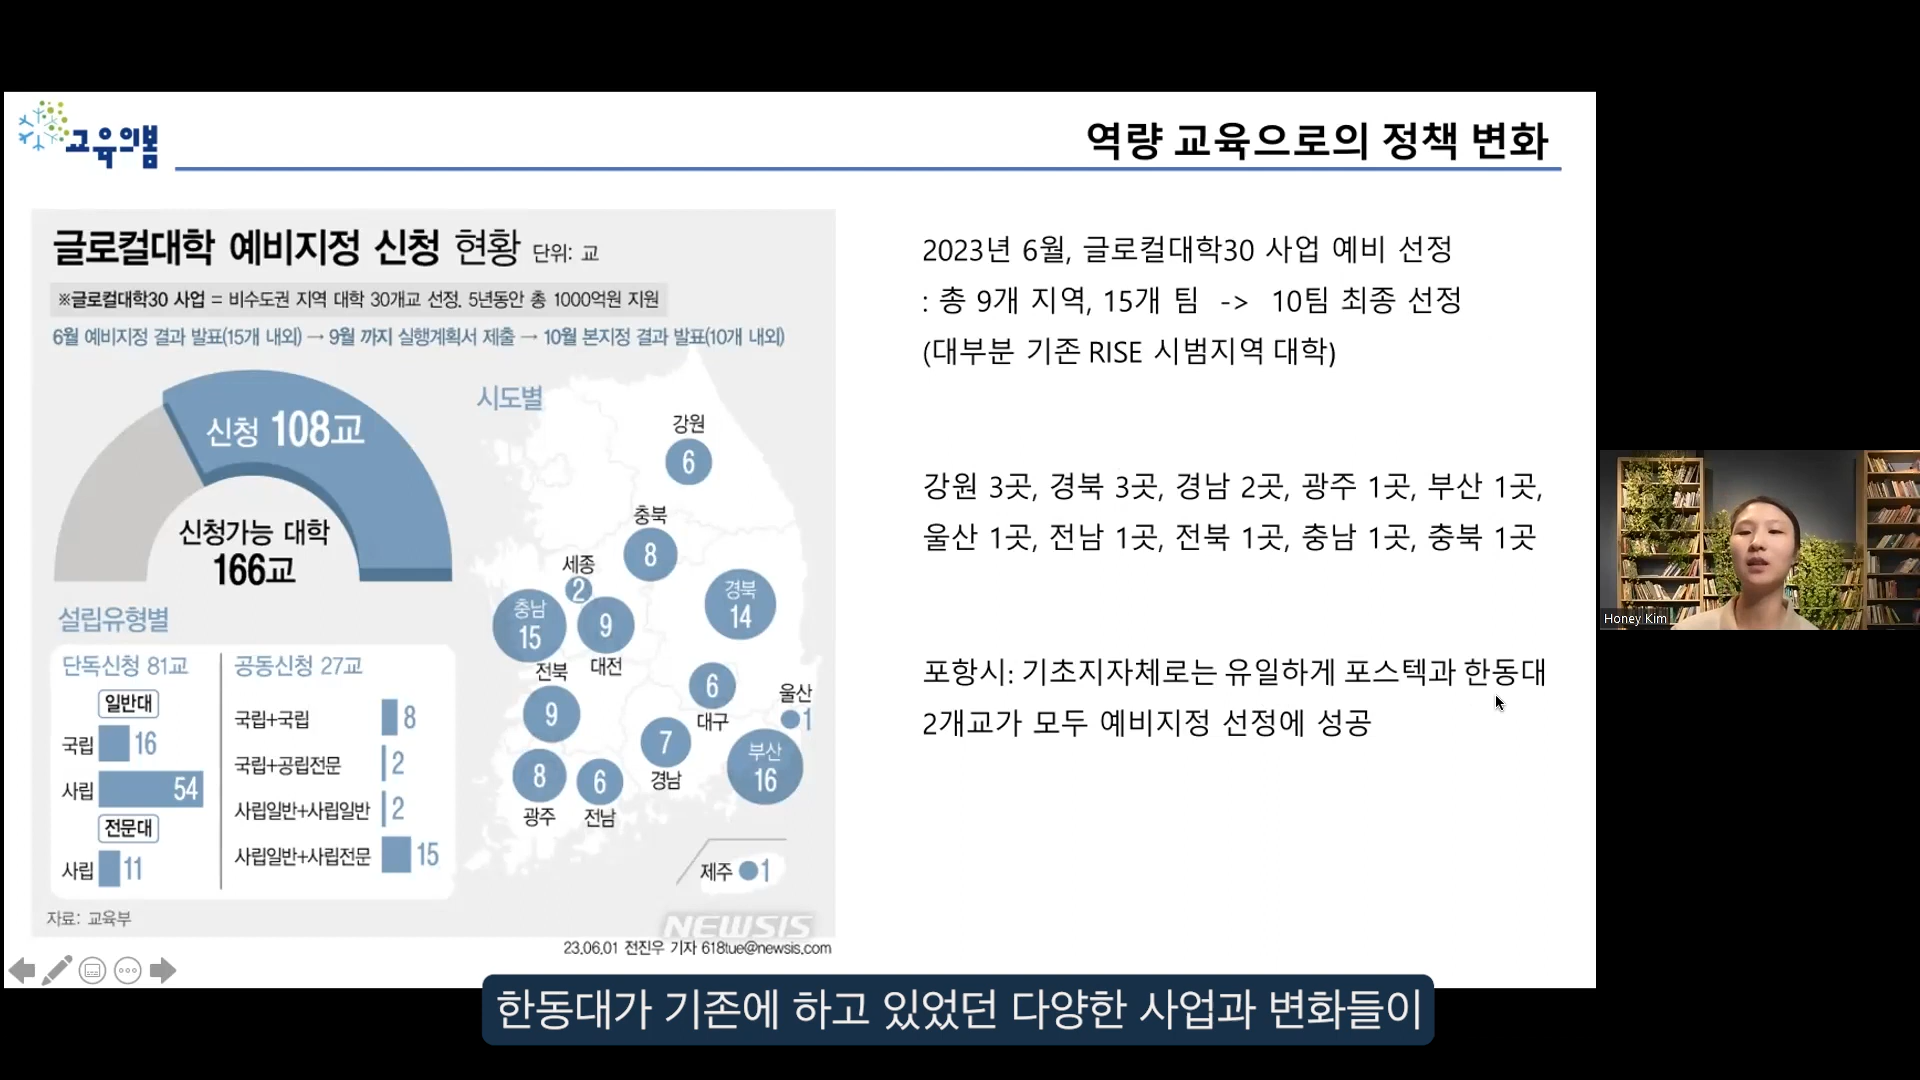 교육의봄
역량 교육으로의 정책 변화
글로컬대학 예비지정 신청 현황 단위: 교
※글로컬대학30 사업 = 비수도권 지역 대학 30개교 선정. 5년동안 총 1000억원 지원
6월 예비지정 결과 발표(15개 내외) → 9월 까지 실행계획서 제출 → 10월 본지정 결과 발표(10개 내외)
신청 108교
신청가능 대학
166교
설립유형별
단독신청 81교
일반대
국립 16
사립 54
전문대
사립 11
공동신청 27교
국립+국립 8
국립+공립전문 2
사립일반+사립일반 2
사립일반+사립전문 15
시도별
강원
6
충북
8
세종
2
충남
15
9
대전
경북
14
전북
9
6
대구
울산
1
7
경남
부산
16
8
광주
6
전남
제주 1
자료: 교육부
NEWSIS
23.06.01 전진우 기자 618tue@newsis.com
2023년 6월, 글로컬대학30 사업 예비 선정
: 총 9개 지역, 15개 팀 -> 10팀 최종 선정
(대부분 기존 RISE 시범지역 대학)
강원 3곳, 경북 3곳, 경남 2곳, 광주 1곳, 부산 1곳,
울산 1곳, 전남 1곳, 전북 1곳, 충남 1곳, 충북 1곳
포항시: 기초지자체로는 유일하게 포스텍과 한동대
2개교가 모두 예비지정 선정에 성공
Honey Kim
한동대가 기존에 하고 있었던 다양한 사업과 변화들이